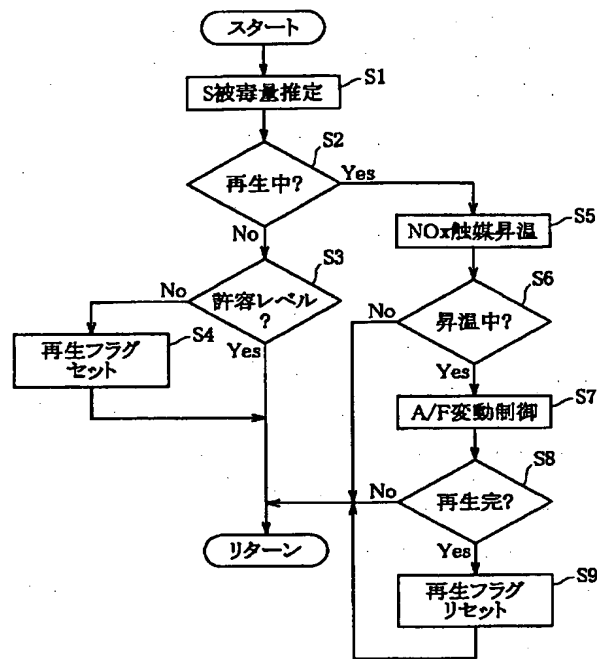 スタート
S1
S被毒量推定
S2
再生中?
Yes
No
S5
NOx触媒昇温
S3
許容レベル
?
No
Yes
S4
再生フラグ
セット
S6
昇温中?
No
Yes
S7
A/F変動制御
S8
再生完?
No
Yes
リターン
S9
再生フラグ
リセット